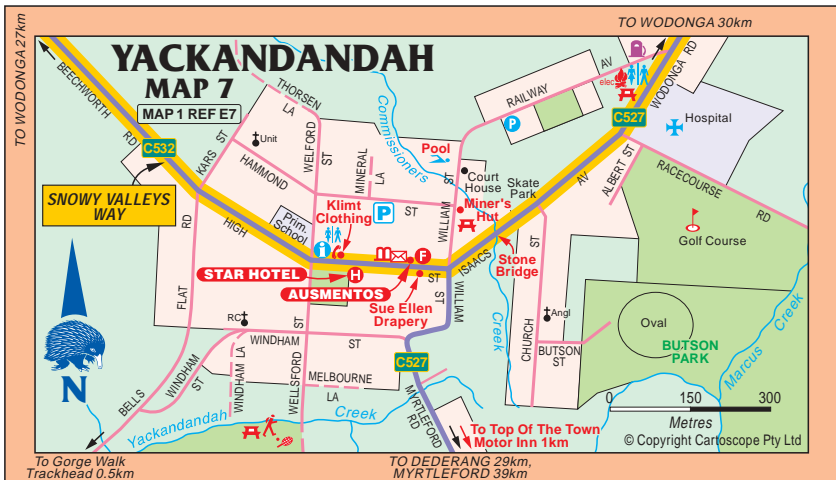 TO WODONGA 30km
TO WODONGA 27km
YACKANDANDAH
MAP 7
MAP 1 REF E7
BEECHWORTH
RD
C532
SNOWY VALLEYS
WAY
THORSEN
LA
KARS ST
Unit
HAMMOND
ST
WELFORD
ST
MINERAL
LA
Commissioners
Creek
Pool
RAILWAY
AV
P
elec
C527
WODONGA RD
Hospital
ALBERT ST
RACECOURSE
RD
Golf Course
Court
House
Skate
Park
Miner's
Hut
WILLIAM
ST
Klimt
Clothing
P
Prim.
School
i
HIGH
ST
STAR HOTEL
H
AUSMENTOS
F
Sue Ellen
Drapery
ISAACS
AV
Stone
Bridge
WILLIAM
ST
FLAT
RD
BELLS
RC
WINDHAM
ST
WINDHAM
ST
WINDHAM LA
WELLSFORD
ST
MELBOURNE
LA
C527
MYRTLEFORD
RD
CHURCH
ST
Angl
BUTSON
ST
Oval
BUTSON
PARK
Marcus
Creek
N
Yackandandah
Creek
To Top Of The Town
Motor Inn 1km
0 150 300
Metres
© Copyright Cartoscope Pty Ltd
To Gorge Walk
Trackhead 0.5km
TO DEDERANG 29km,
MYRTLEFORD 39km